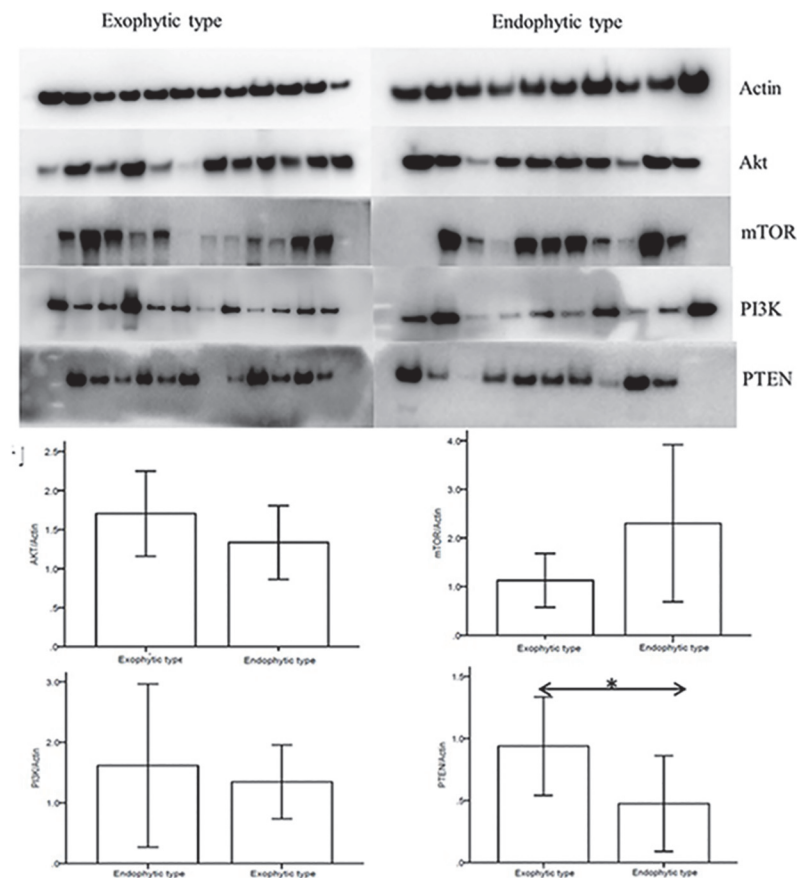 Exophytic type Endophytic type
Actin
Akt
mTOR
PI3K
PTEN
2.5
2.0
1.5
1.0
.5
.0
AKT/Actin
Exophytic type Endophytic type
4.0
3.0
2.0
1.0
.0
mTOR/Actin
Exophytic type Endophytic type
3.0
2.0
1.0
.0
PI3K/Actin
Endophytic type Exophytic type
1.5
1.0
.5
.0
PTEN/Actin
*
Exophytic type Endophytic type